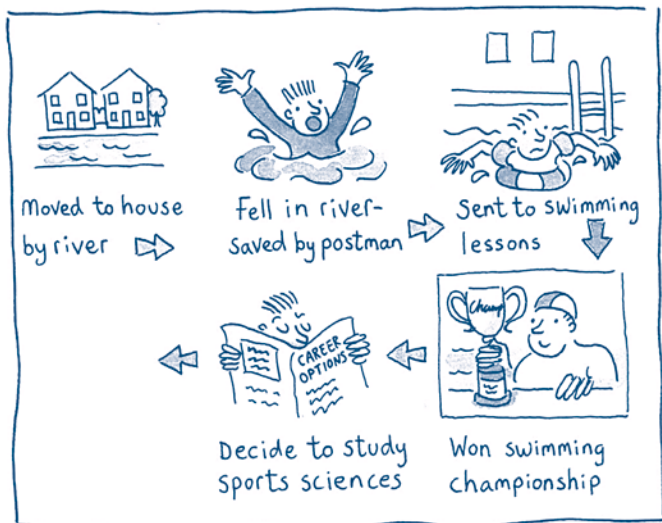 Moved to house
by river
Fell in river-
saved by postman
Sent to swimming
lessons
Champ
Won swimming
championship
CAREER
OPTIONS
Decide to study
sports sciences